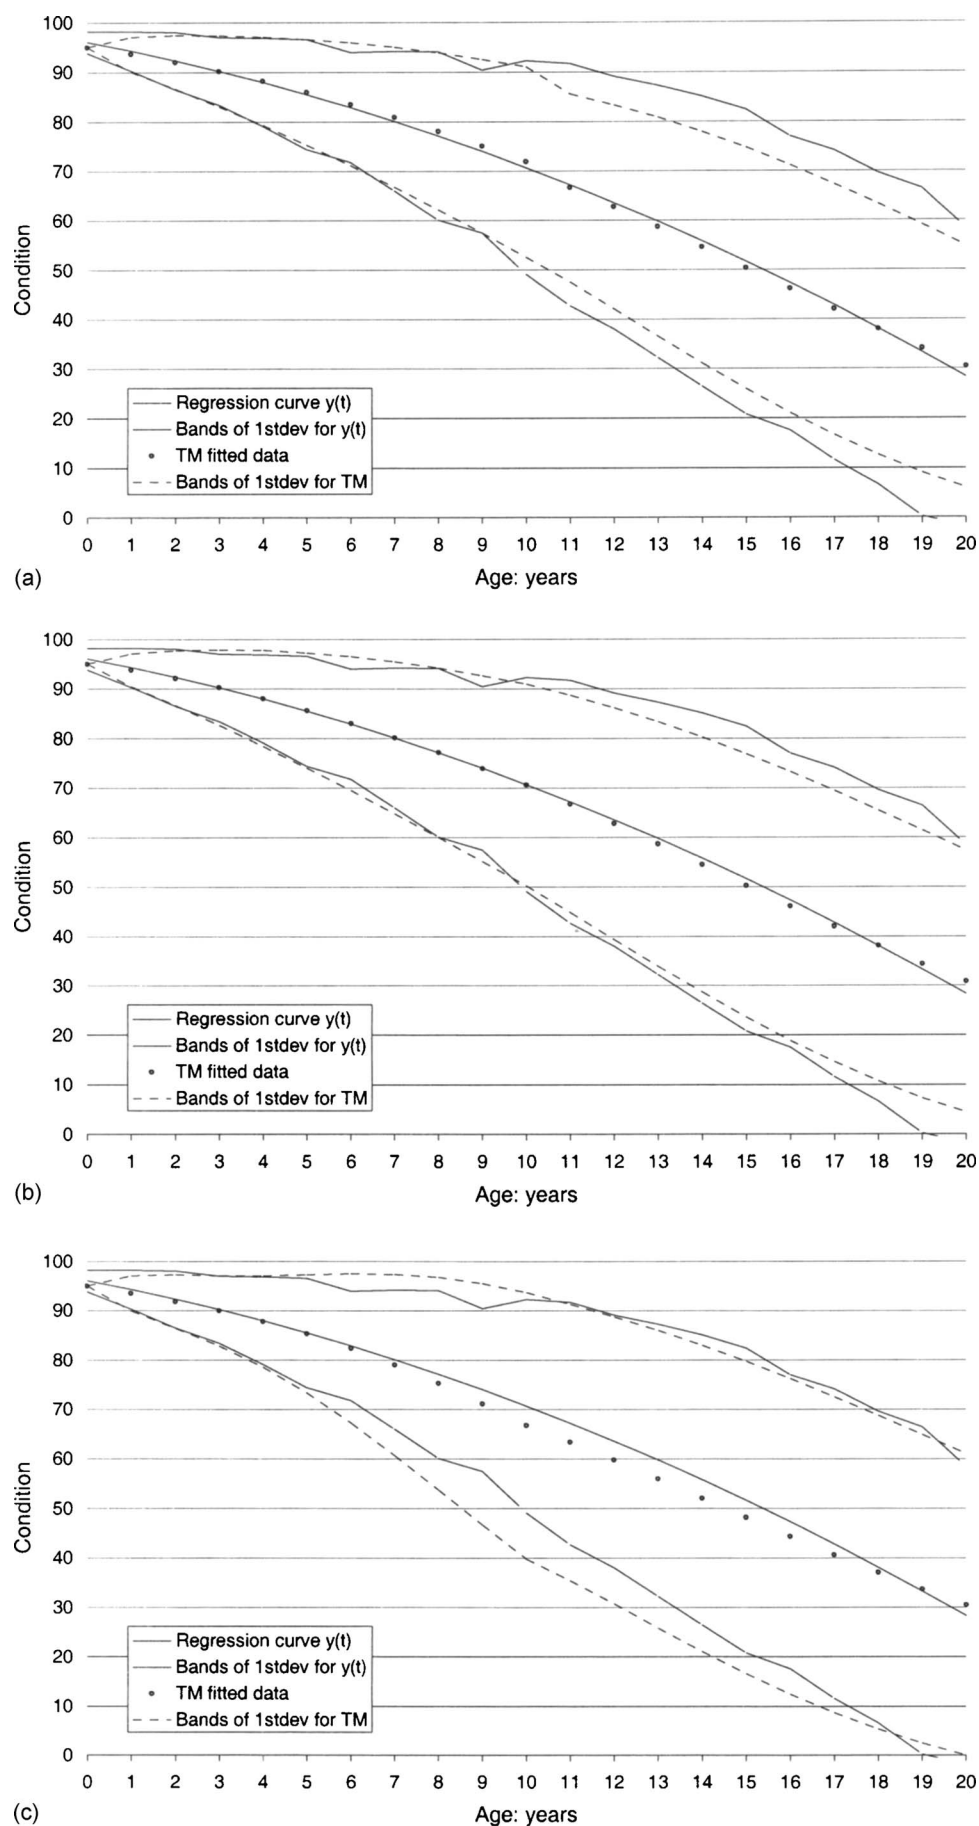 100
90
80
70
60
50
40
30
20
10
0
Condition
Regression curve y(t)
Bands of 1stdev for y(t)
TM fitted data
Bands of 1stdev for TM
0 1 2 3 4 5 6 7 8 9 10 11 12 13 14 15 16 17 18 19 20
(a)
Age: years
100
90
80
70
60
50
40
30
20
10
0
Condition
Regression curve y(t)
Bands of 1stdev for y(t)
TM fitted data
Bands of 1stdev for TM
0 1 2 3 4 5 6 7 8 9 10 11 12 13 14 15 16 17 18 19 20
(b)
Age: years
100
90
80
70
60
50
40
30
20
10
0
Condition
Regression curve y(t)
Bands of 1stdev for y(t)
TM fitted data
Bands of 1stdev for TM
0 1 2 3 4 5 6 7 8 9 10 11 12 13 14 15 16 17 18 19 20
(c)
Age: years